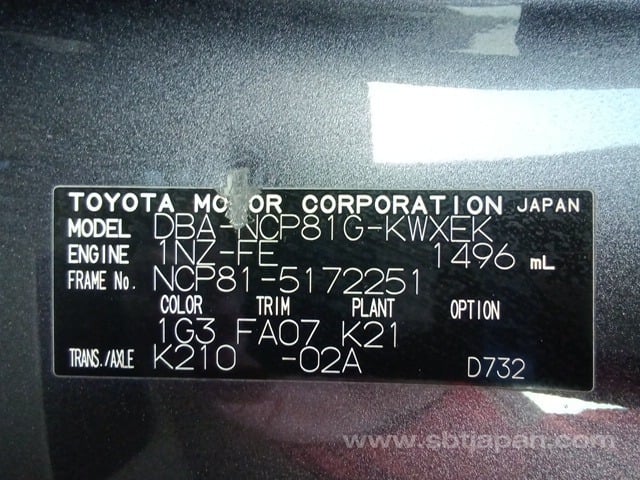 TOYOTA MOTOR CORPORATION JAPAN
MODEL DBA-NCP81G-KWXEK
ENGINE 1NZ-FE 1496 mL
FRAME No. NCP81-5172251
COLOR TRIM PLANT OPTION
1G3 FA07 K21
TRANS./AXLE K210 -02A D732
www.sbtjapan.com